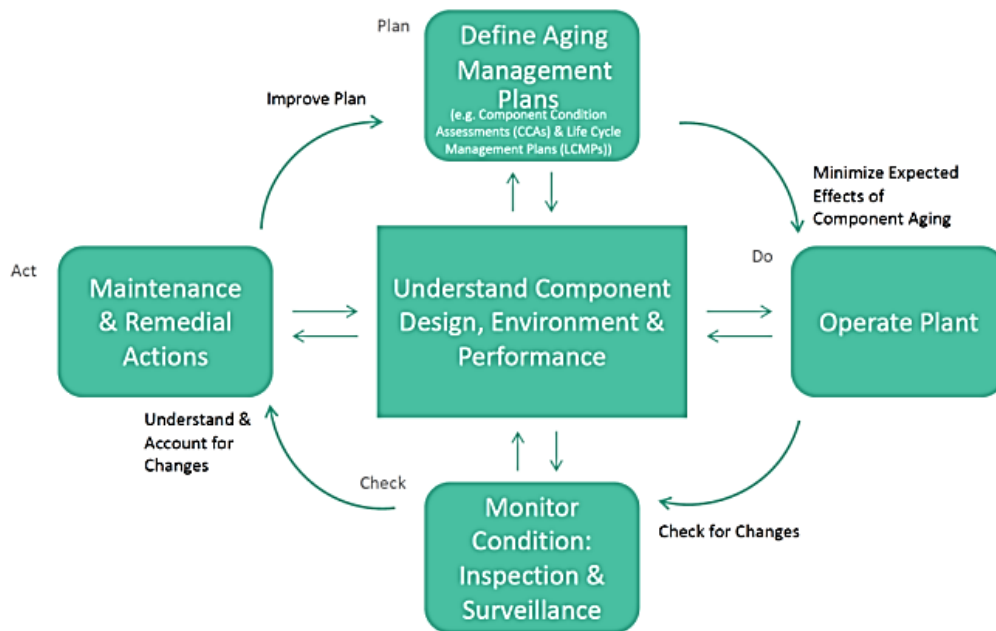 Plan
Define Aging
Management
Plans
(e.g. Component Condition
Assessments (CCAs) & Life Cycle
Management Plans (LCMPs))
Improve Plan
Minimize Expected
Effects of
Component Aging
Act
Maintenance
& Remedial
Actions
Understand Component
Design, Environment &
Performance
Do
Operate Plant
Understand &
Account for
Changes
Check
Monitor
Condition:
Inspection &
Surveillance
Check for Changes